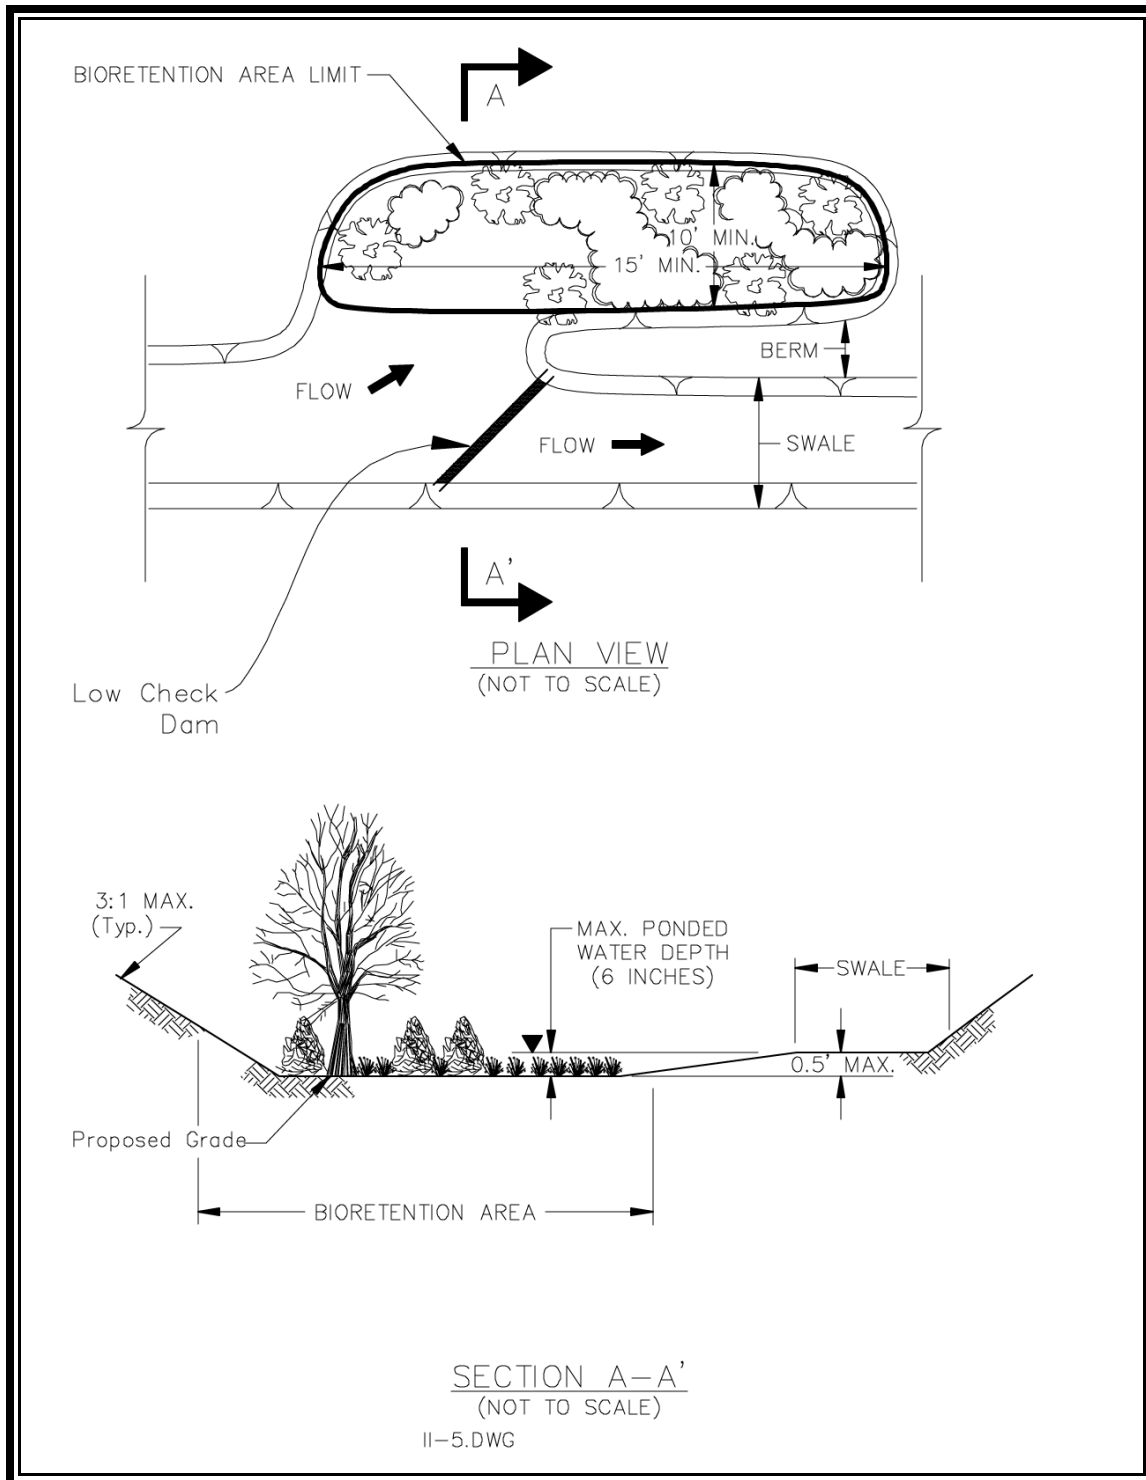 BIORETENTION AREA LIMIT
A
10' MIN.
15' MIN.
BERM
FLOW
FLOW
SWALE
A'
PLAN VIEW
(NOT TO SCALE)
Low Check
Dam
3:1 MAX.
(Typ.)
MAX. PONDED
WATER DEPTH
(6 INCHES)
SWALE
0.5' MAX.
Proposed Grade
BIORETENTION AREA
SECTION A-A'
(NOT TO SCALE)
II-5.DWG